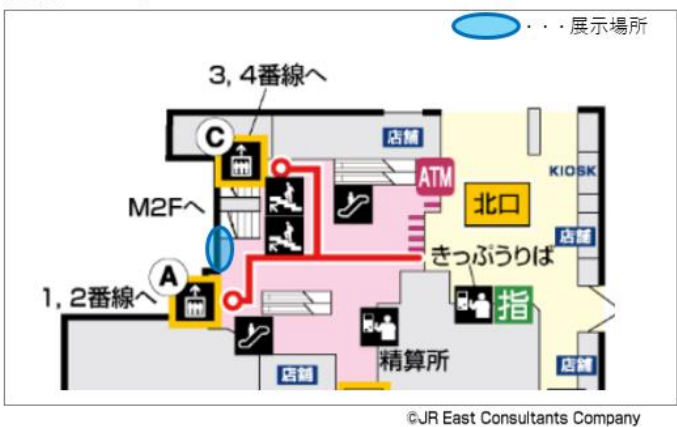 ・・・展示場所
3, 4番線へ
C
店舗
ATM
KIOSK
北口
M2Fへ
店舗
きっぷうりば
A
1, 2番線へ
指
精算所
店舗
店舗
©JR East Consultants Company